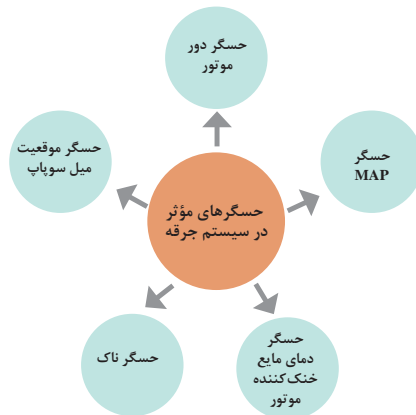 حسگر دور
موتور
حسگر
MAP
حسگر موقعیت
میل سوپاپ
حسگرهای مؤثر
در سیستم جرقه
حسگر
دمای مایع
خنک‌کننده
موتور
حسگر ناک